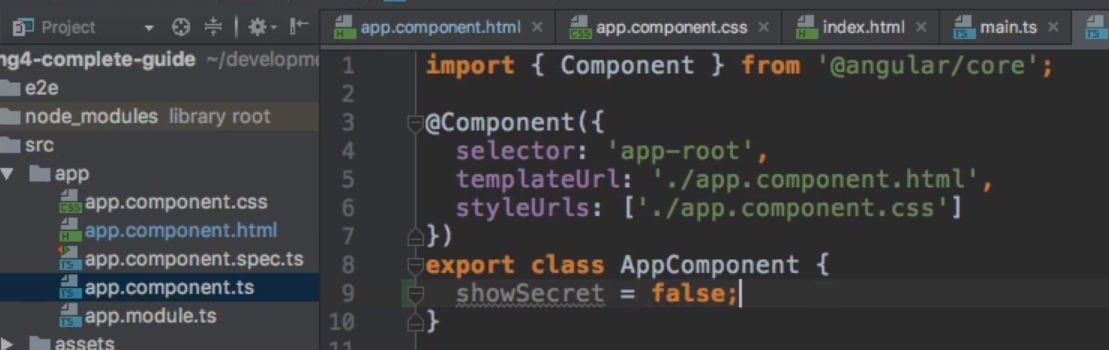 Project
app.component.html
app.component.css
index.html
main.ts
ng4-complete-guide ~/developme
e2e
node_modules library root
src
app
app.component.css
app.component.html
app.component.spec.ts
app.component.ts
app.module.ts
assets
1 import { Component } from '@angular/core';
2
3 @Component({
4 selector: 'app-root',
5 templateUrl: './app.component.html',
6 styleUrls: ['./app.component.css']
7 })
8 export class AppComponent {
9 showSecret = false;
10 }
11